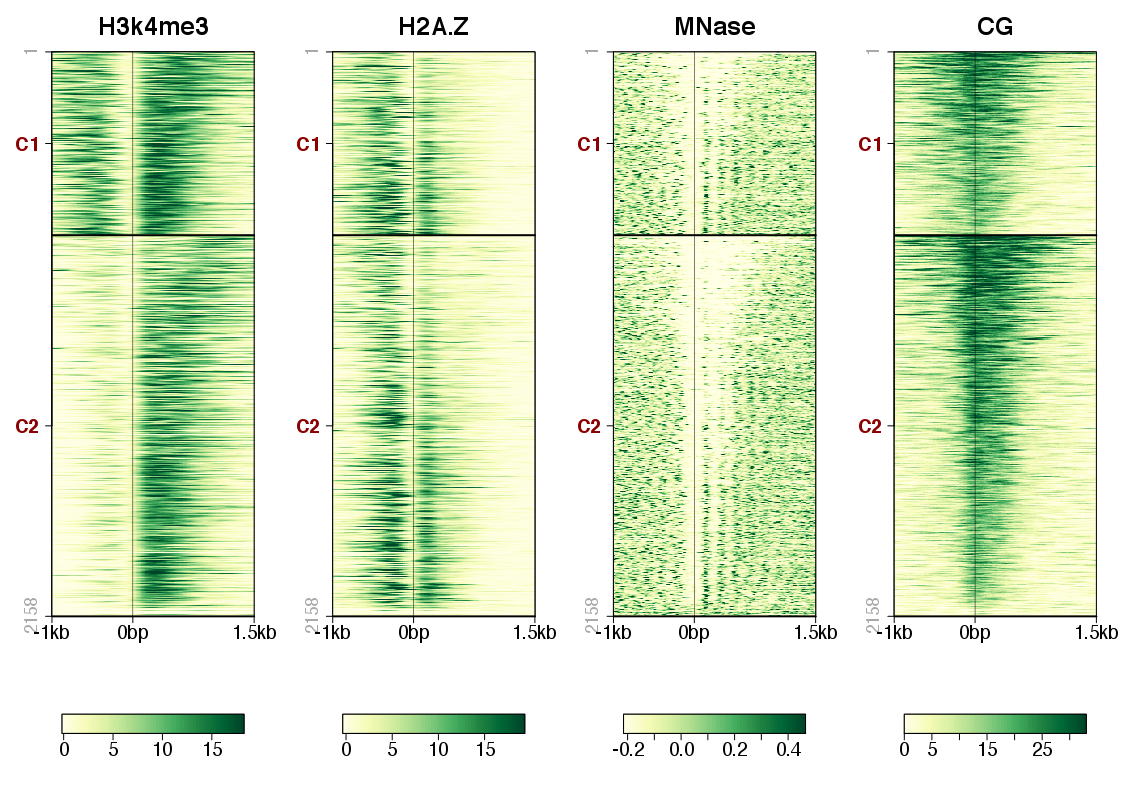 H3k4me3 H2A.Z MNase CG
1 1 1 1
C1 C1 C1 C1
C2 C2 C2 C2
2158 2158 2158 2158
-1kb 0bp 1.5kb -1kb 0bp 1.5kb -1kb 0bp 1.5kb -1kb 0bp 1.5kb
0 5 10 15 0 5 10 15 -0.2 0.0 0.2 0.4 0 5 15 25